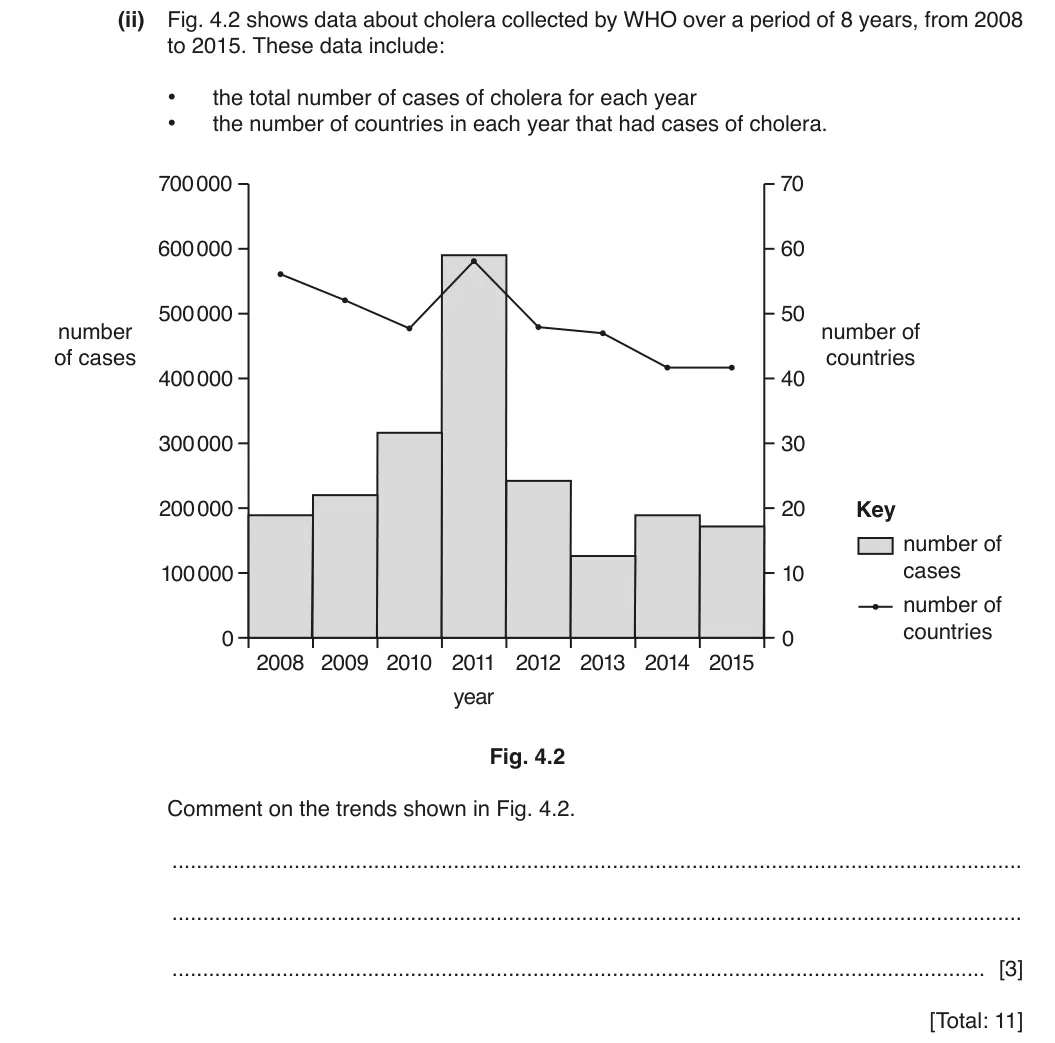 (ii) Fig. 4.2 shows data about cholera collected by WHO over a period of 8 years, from 2008
to 2015. These data include:
• the total number of cases of cholera for each year
• the number of countries in each year that had cases of cholera.
700 000 70
600 000 60
500 000 50
number
of cases
number of
countries
400 000 40
300 000 30
200 000 20
100 000 10
0 0
Key
number of
cases
number of
countries
2008 2009 2010 2011 2012 2013 2014 2015
year
Fig. 4.2
Comment on the trends shown in Fig. 4.2.
..........
..........
.......... [3]
[Total: 11]